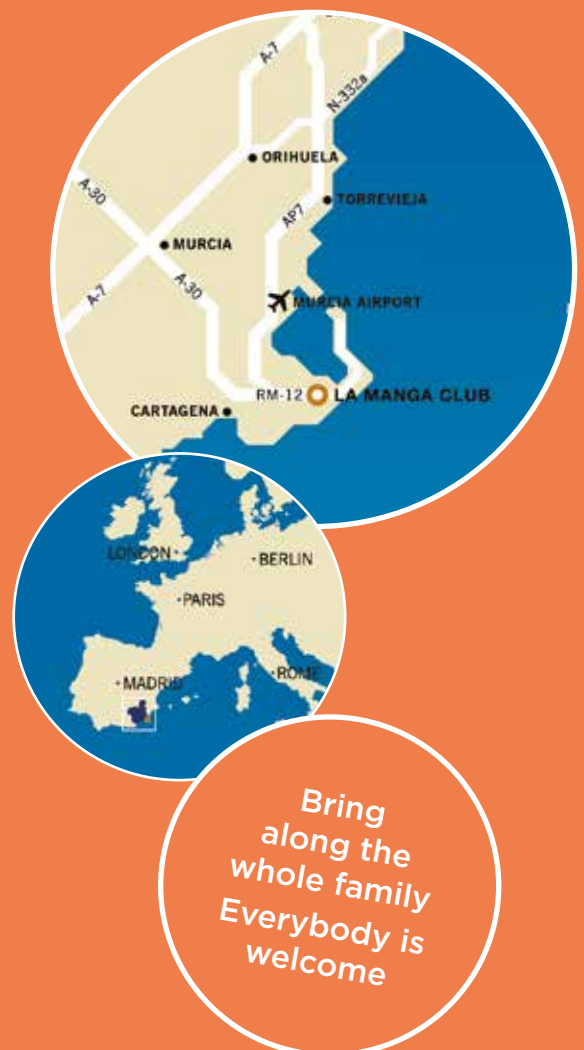 A-7
N-332a
ORIHUELA
A-30
TORREVIEJA
AP7
MURCIA
A-30
A-7
MURCIA AIRPORT
RM-12
LA MANGA CLUB
CARTAGENA
LONDON
BERLIN
PARIS
ROME
MADRID
Bring
along the
whole family
Everybody is
welcome